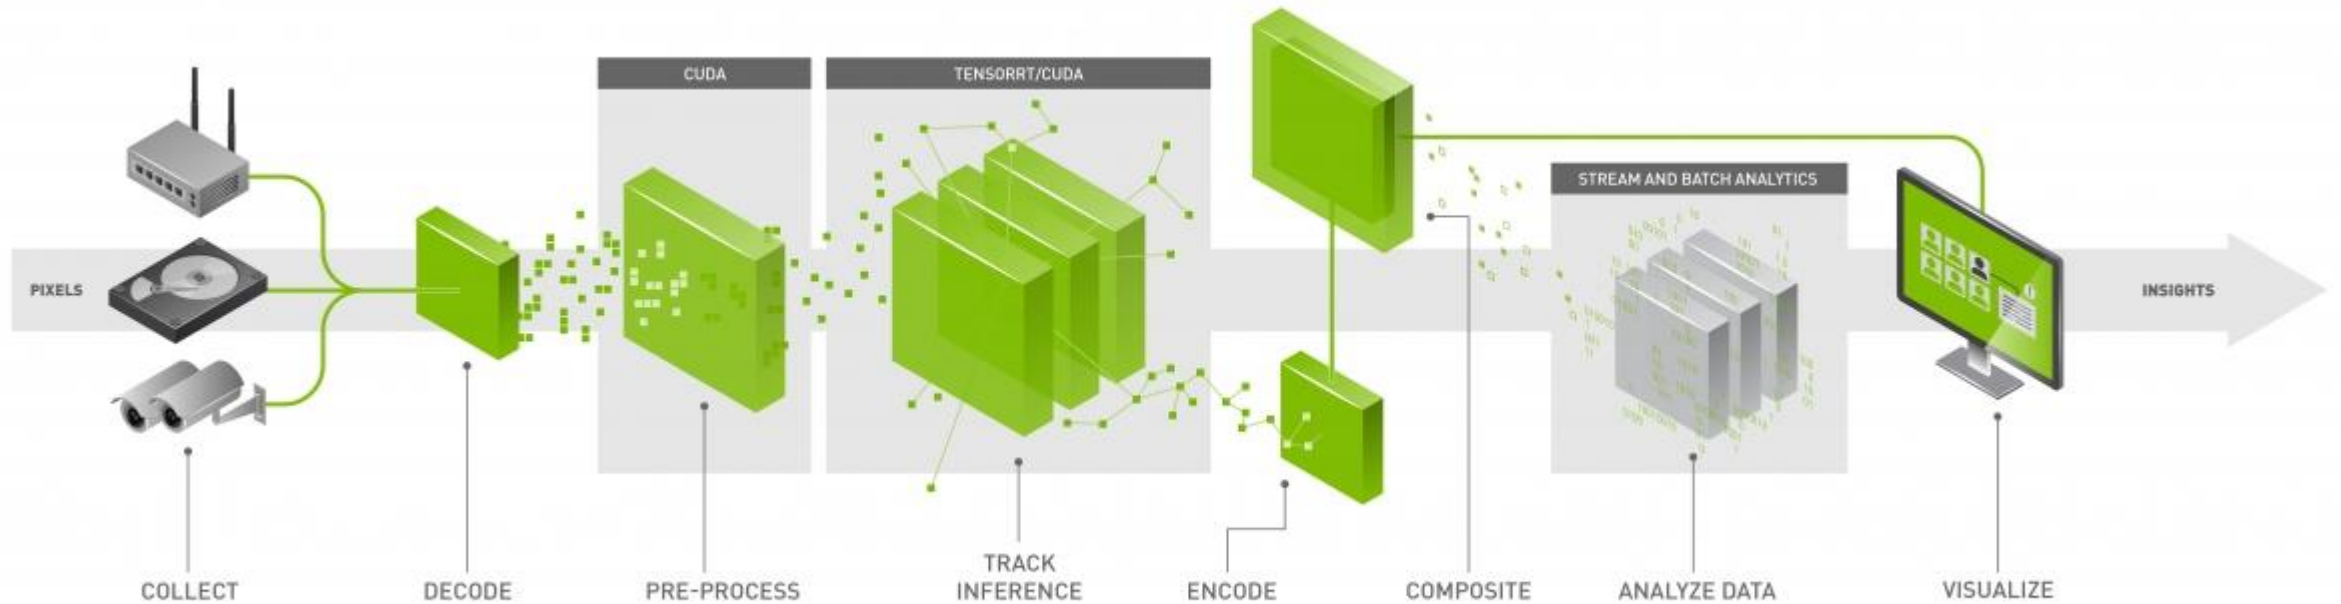 CUDA
TENSORRT/CUDA
STREAM AND BATCH ANALYTICS
PIXELS
INSIGHTS
COLLECT
DECODE
PRE-PROCESS
TRACK
INFERENCE
ENCODE
COMPOSITE
ANALYZE DATA
VISUALIZE